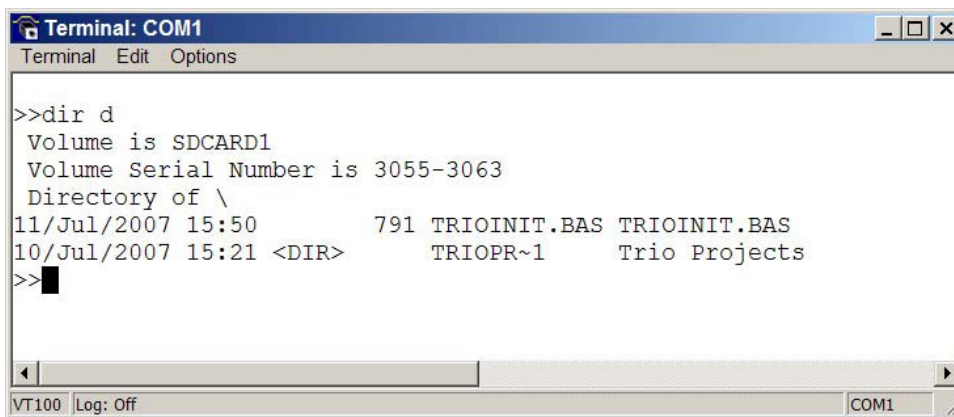 Terminal: COM1
Terminal Edit Options
>>dir d
Volume is SDCARD1
Volume Serial Number is 3055-3063
Directory of \
11/Jul/2007 15:50 791 TRIOINIT.BAS TRIOINIT.BAS
10/Jul/2007 15:21 <DIR> TRIOPR~1 Trio Projects
>>
VT100 Log: Off COM1